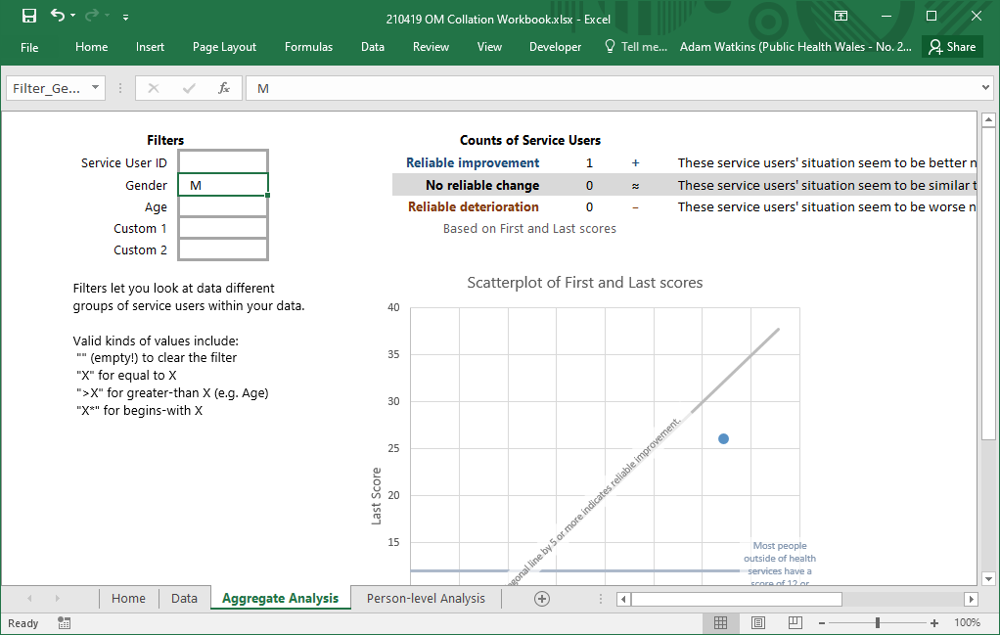 210419 OM Collation Workbook.xlsx - Excel
File Home Insert Page Layout Formulas Data Review View Developer Tell me... Adam Watkins (Public Health Wales - No. 2... Share
Filter_Ge... fx M
Filters
Service User ID
Gender M
Age
Custom 1
Custom 2
Filters let you look at data different
groups of service users within your data.
Valid kinds of values include:
"" (empty!) to clear the filter
"X" for equal to X
">X" for greater-than X (e.g. Age)
"X*" for begins-with X
Counts of Service Users
Reliable improvement 1 + These service users' situation seem to be better n
No reliable change 0 ≈ These service users' situation seem to be similar t
Reliable deterioration 0 − These service users' situation seem to be worse n
Based on First and Last scores
Scatterplot of First and Last scores
40
35
30
25
20
15
Last Score
agonal line by 5 or more indicates reliable improvement.
Most people
outside of health
services have a
score of 12 or
Home Data Aggregate Analysis Person-level Analysis
Ready 100%